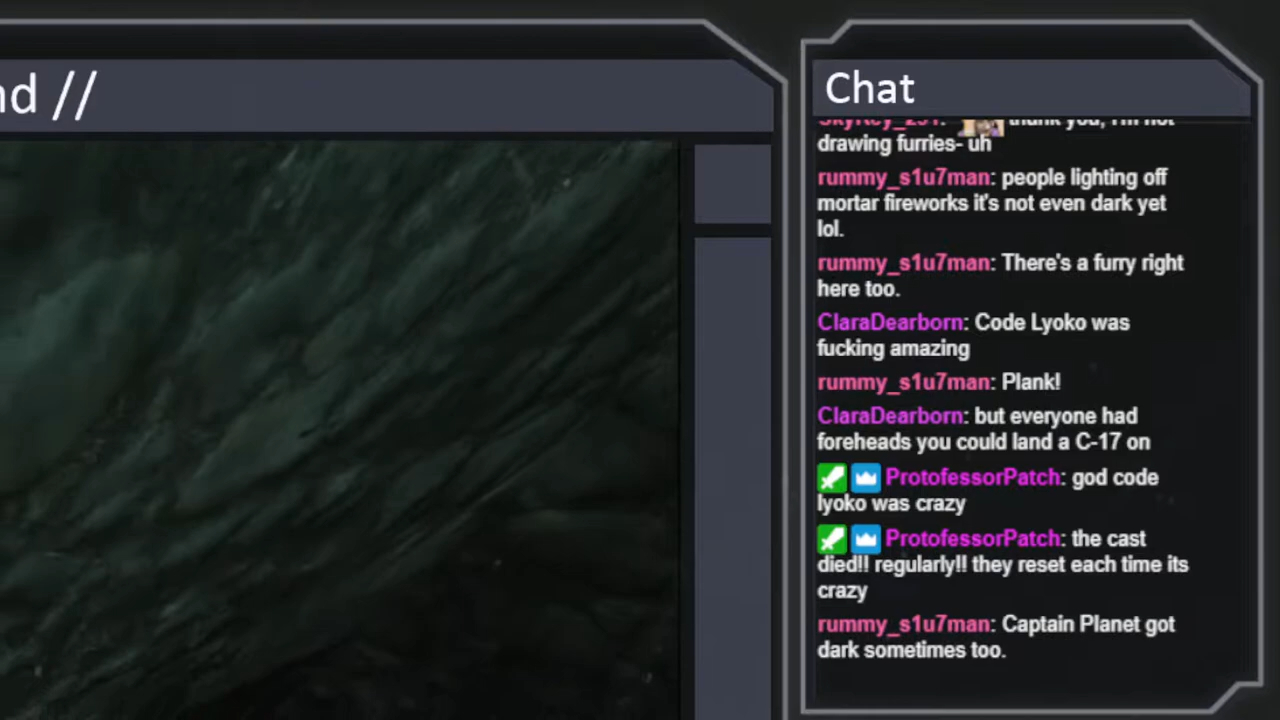 nd //
Chat
thank you, I'm not
drawing furries- uh
rummy_s1u7man: people lighting off
mortar fireworks it's not even dark yet
lol.
rummy_s1u7man: There's a furry right
here too.
ClaraDearborn: Code Lyoko was
fucking amazing
rummy_s1u7man: Plank!
ClaraDearborn: but everyone had
foreheads you could land a C-17 on
ProtofessorPatch: god code
lyoko was crazy
ProtofessorPatch: the cast
died!! regularly!! they reset each time its
crazy
rummy_s1u7man: Captain Planet got
dark sometimes too.